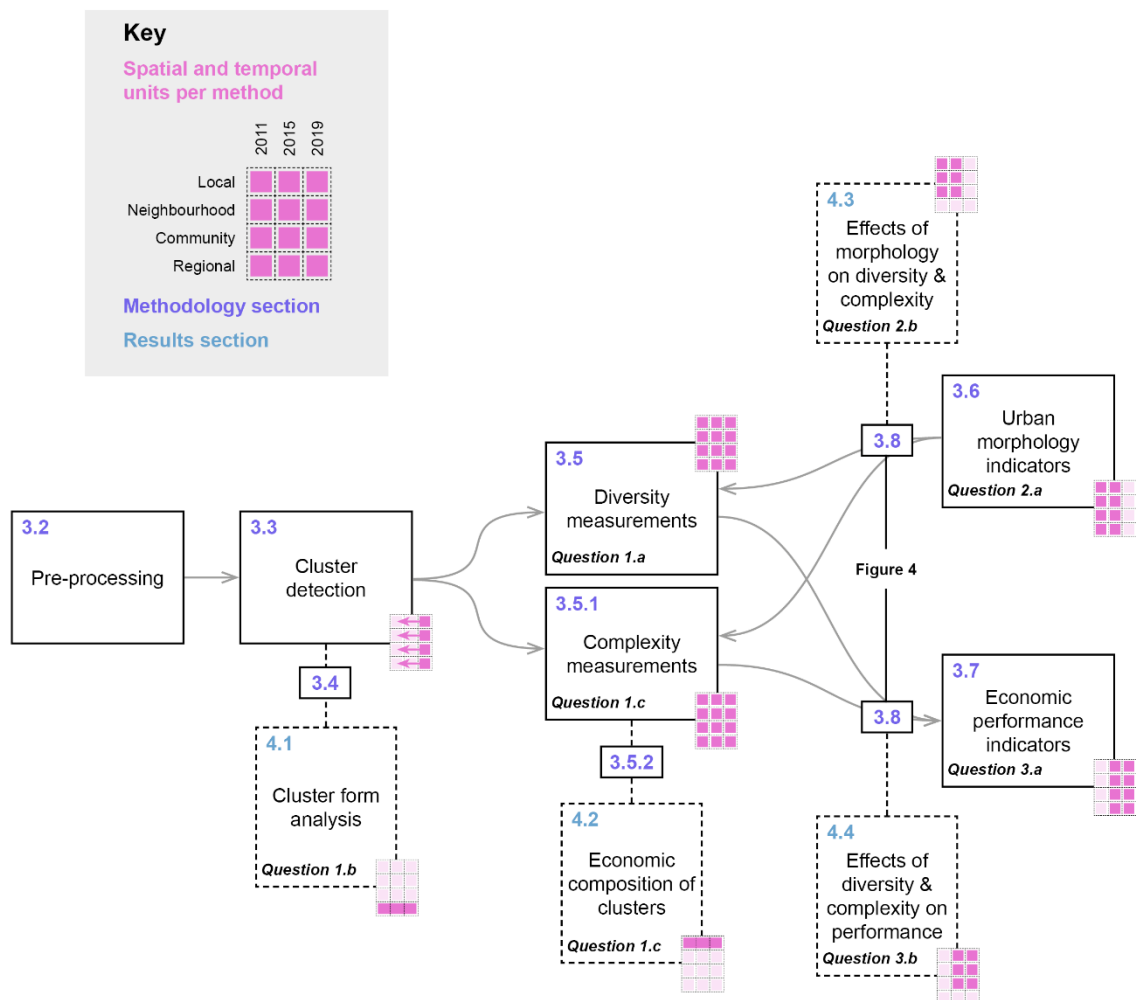 Key
Spatial and temporal
units per method
2011
2015
2019
Local
Neighbourhood
Community
Regional
Methodology section
Results section
3.2
Pre-processing
3.3
Cluster
detection
3.4
4.1
Cluster form
analysis
Question 1.b
3.5
Diversity
measurements
Question 1.a
3.5.1
Complexity
measurements
Question 1.c
3.5.2
4.2
Economic
composition of
clusters
Question 1.c
4.3
Effects of
morphology
on diversity &
complexity
Question 2.b
3.8
Figure 4
3.8
4.4
Effects of
diversity &
complexity on
performance
Question 3.b
3.6
Urban
morphology
indicators
Question 2.a
3.7
Economic
performance
indicators
Question 3.a